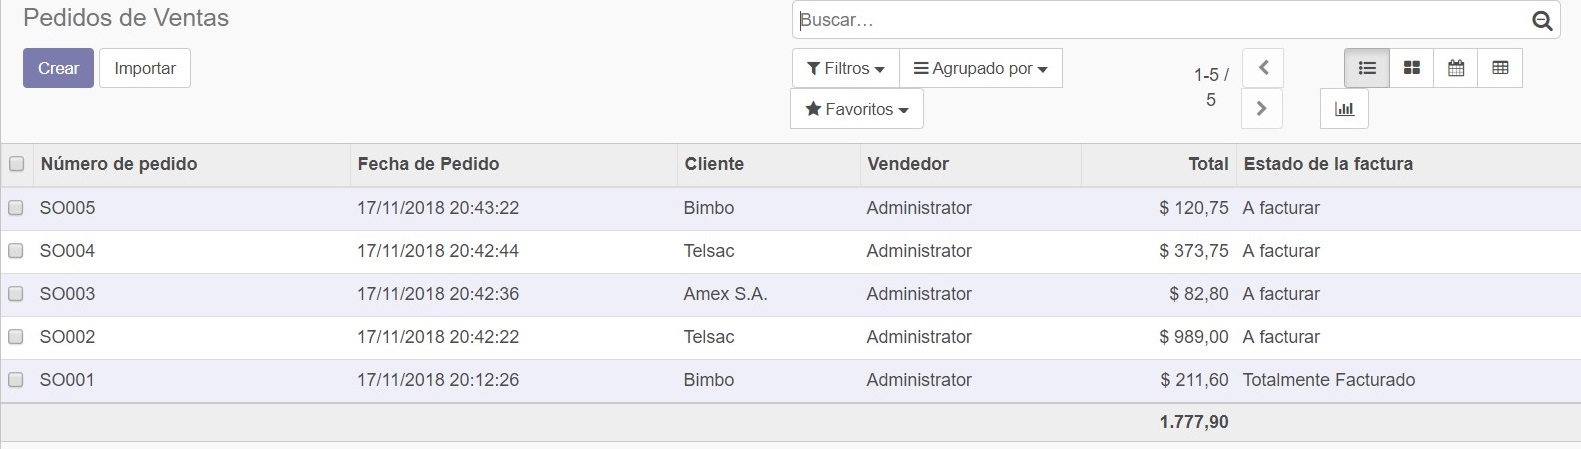 Pedidos de Ventas
Buscar...
Crear Importar
Filtros Agrupado por
1-5 / 5
Favoritos
Número de pedido Fecha de Pedido Cliente Vendedor Total Estado de la factura
SO005 17/11/2018 20:43:22 Bimbo Administrator $ 120,75 A facturar
SO004 17/11/2018 20:42:44 Telsac Administrator $ 373,75 A facturar
SO003 17/11/2018 20:42:36 Amex S.A. Administrator $ 82,80 A facturar
SO002 17/11/2018 20:42:22 Telsac Administrator $ 989,00 A facturar
SO001 17/11/2018 20:12:26 Bimbo Administrator $ 211,60 Totalmente Facturado
1.777,90